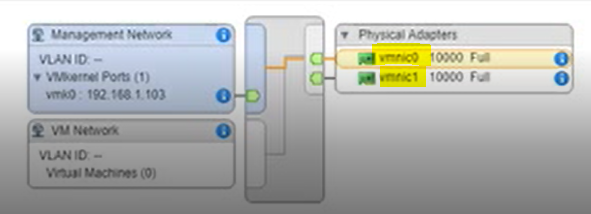 Management Network
VLAN ID: --
VMkernel Ports (1)
vmk0 : 192.168.1.103
VM Network
VLAN ID: --
Virtual Machines (0)
Physical Adapters
vmnic0 10000 Full
vmnic1 10000 Full